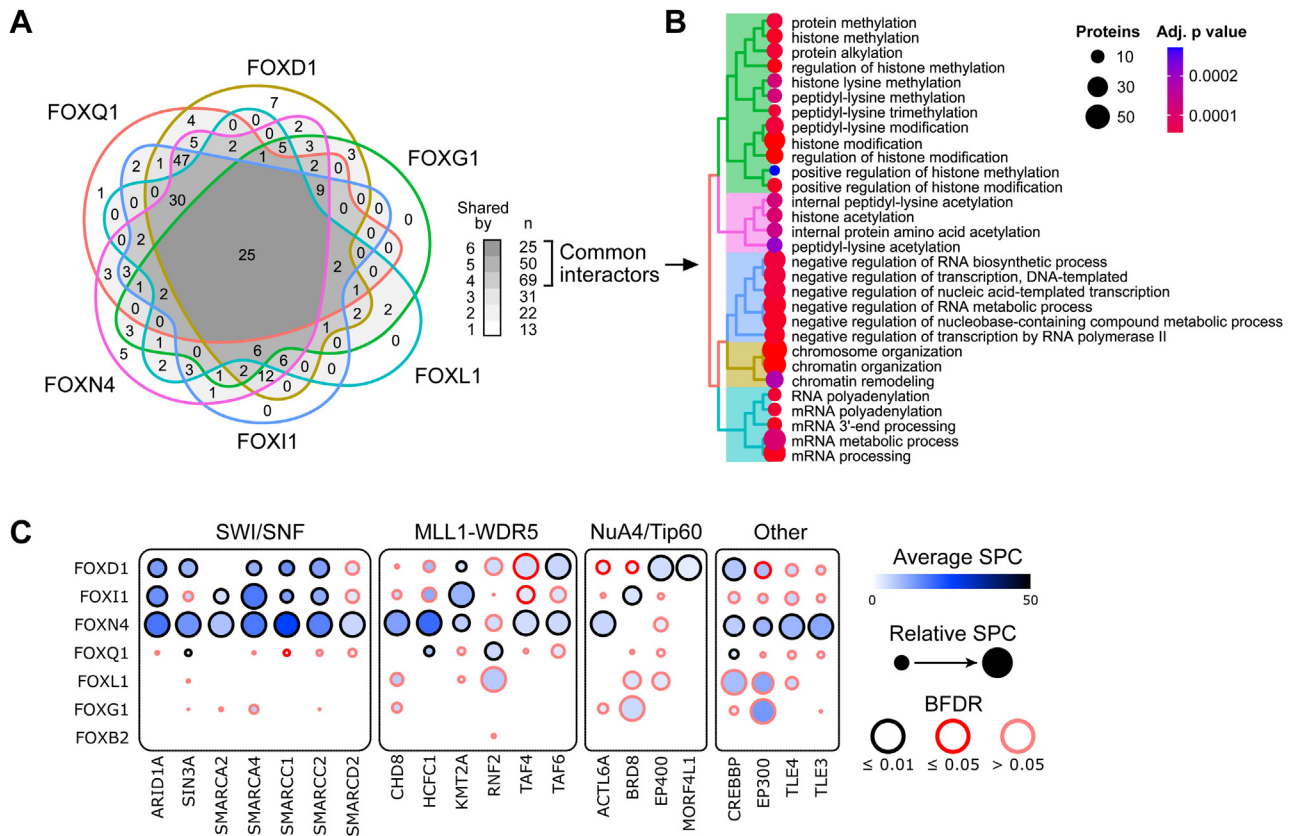 A
FOXD1
FOXQ1
FOXG1
FOXN4
FOXL1
FOXI1
7
4 0 0 2
5 0 5 3 3
2 1 47 2 1 2 0
1 0 30 9 0 0
0 0 0 0 0
0 2 25 0
3 3 2 0 0
4 1 2 1 0
3 1 2 2
5 2 3 0 6 6 1 0 0
1 2 12 0 0
1 0
0
Shared by n
6 25
5 50
4 69
3 31
2 22
1 13
Common interactors
B
protein methylation
histone methylation
protein alkylation
regulation of histone methylation
histone lysine methylation
peptidyl-lysine methylation
peptidyl-lysine trimethylation
peptidyl-lysine modification
histone modification
regulation of histone modification
positive regulation of histone methylation
positive regulation of histone modification
internal peptidyl-lysine acetylation
histone acetylation
internal protein amino acid acetylation
peptidyl-lysine acetylation
negative regulation of RNA biosynthetic process
negative regulation of transcription, DNA-templated
negative regulation of nucleic acid-templated transcription
negative regulation of RNA metabolic process
negative regulation of nucleobase-containing compound metabolic process
negative regulation of transcription by RNA polymerase II
chromosome organization
chromatin organization
chromatin remodeling
RNA polyadenylation
mRNA polyadenylation
mRNA 3'-end processing
mRNA metabolic process
mRNA processing
Proteins
10
30
50
Adj. p value
0.0002
0.0001
C
SWI/SNF
MLL1-WDR5
NuA4/Tip60
Other
FOXD1
FOXI1
FOXN4
FOXQ1
FOXL1
FOXG1
FOXB2
ARID1A
SIN3A
SMARCA2
SMARCA4
SMARCC1
SMARCC2
SMARCD2
CHD8
HCFC1
KMT2A
RNF2
TAF4
TAF6
ACTL6A
BRD8
EP400
MORF4L1
CREBBP
EP300
TLE4
TLE3
Average SPC
0 50
Relative SPC
BFDR
≤ 0.01 ≤ 0.05 > 0.05